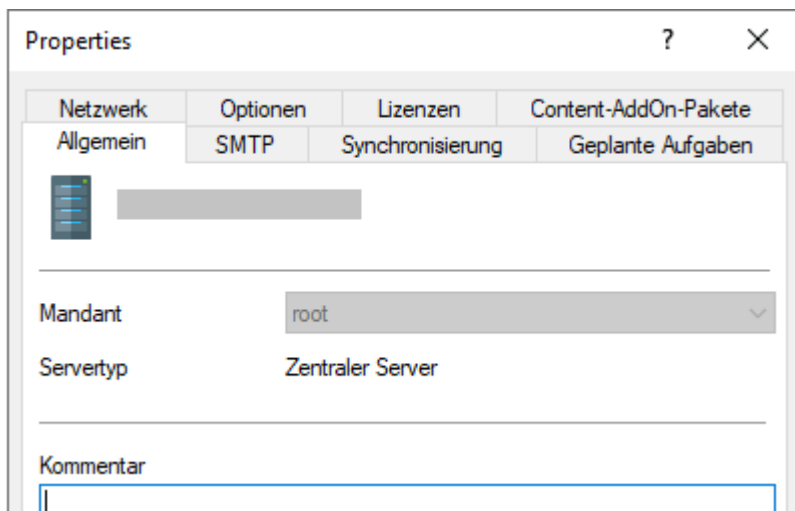 Properties ?
Netzwerk Optionen Lizenzen Content-AddOn-Pakete
Allgemein SMTP Synchronisierung Geplante Aufgaben
Mandant root
Servertyp Zentraler Server
Kommentar